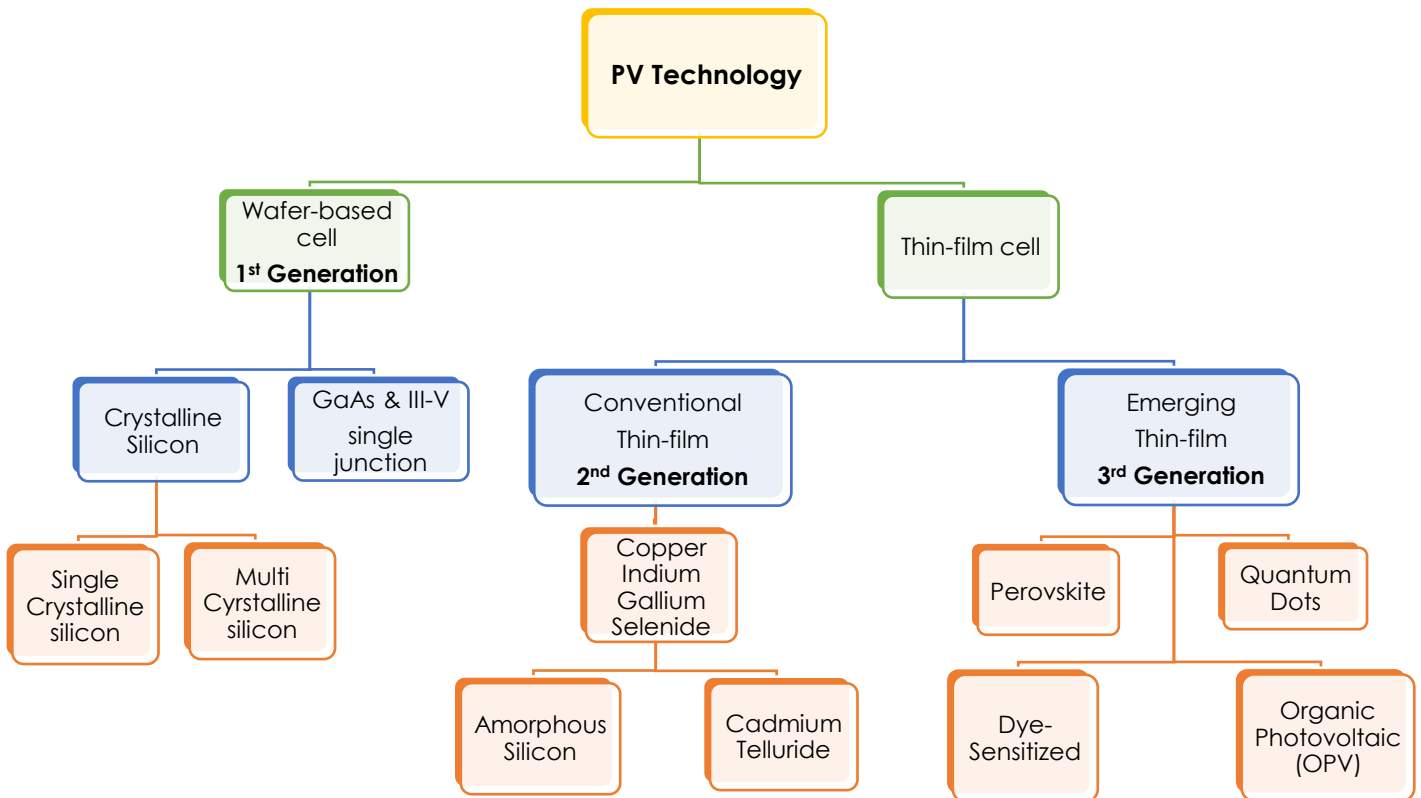 PV Technology
Wafer-based
cell
1st Generation
Thin-film cell
Crystalline
Silicon
GaAs & III-V
single
junction
Conventional
Thin-film
2nd Generation
Emerging
Thin-film
3rd Generation
Single
Crystalline
silicon
Multi
Cyrstalline
silicon
Copper
Indium
Gallium
Selenide
Perovskite
Quantum
Dots
Amorphous
Silicon
Cadmium
Telluride
Dye-
Sensitized
Organic
Photovoltaic
(OPV)